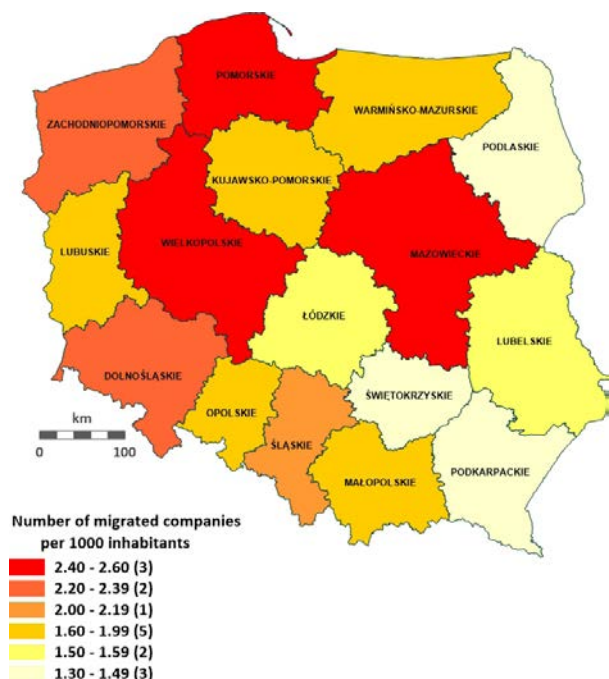 POMORSKIE
ZACHODNIOPOMORSKIE
WARMIŃSKO-MAZURSKIE
PODLASKIE
KUJAWSKO-POMORSKIE
LUBUSKIE
WIELKOPOLSKIE
MAZOWIECKIE
ŁÓDZKIE
LUBELSKIE
DOLNOŚLĄSKIE
ŚWIĘTOKRZYSKIE
OPOLSKIE
ŚLĄSKIE
MAŁOPOLSKIE
PODKARPACKIE
km
0 100
Number of migrated companies
per 1000 inhabitants
2.40 - 2.60 (3)
2.20 - 2.39 (2)
2.00 - 2.19 (1)
1.60 - 1.99 (5)
1.50 - 1.59 (2)
1.30 - 1.49 (3)